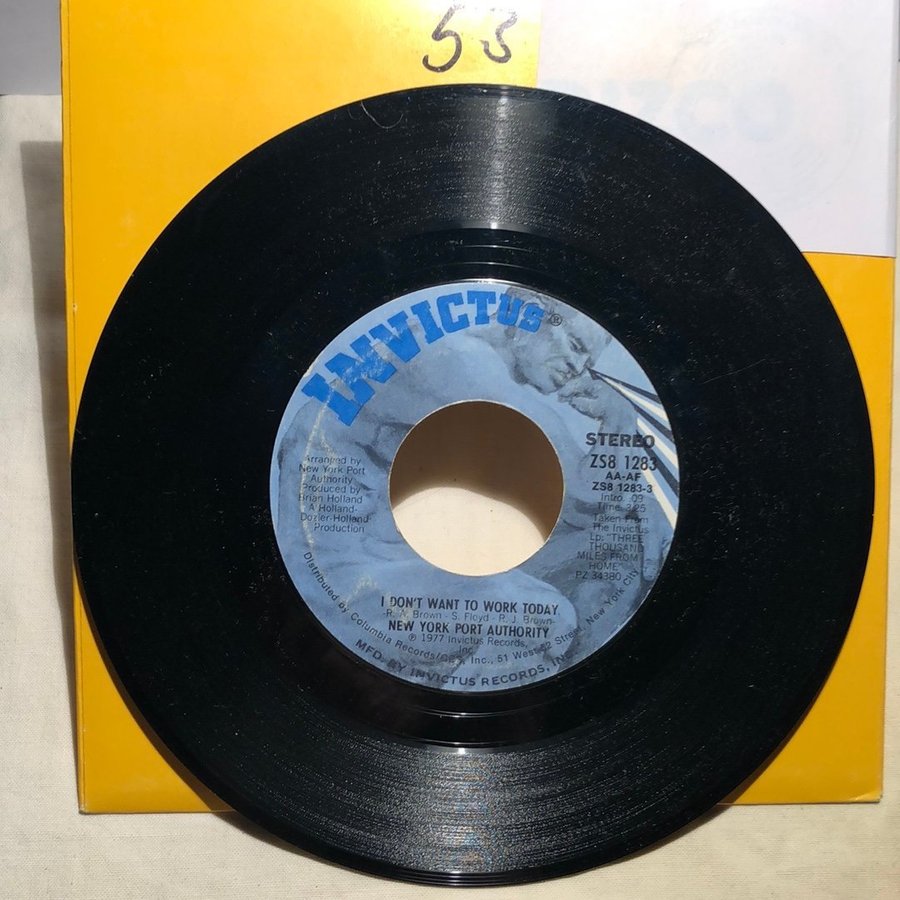 53
INVICTUS®
STEREO
ZS8 1283
AA-AF
ZS8 1283-3
Intro: :09
Time: 3:25
Taken From
The Invictus
Lp: "THREE
THOUSAND
MILES FROM
HOME"
PZ 34380
Arranged by
New York Port
Authority
Produced by
Brian Holland
A Holland-
Dozier-Holland
Production
I DON'T WANT TO WORK TODAY
-R. A. Brown - S. Floyd - R. J. Brown-
NEW YORK PORT AUTHORITY
℗ 1977 Invictus Records,
Inc.
Distributed by Columbia Records/CBS, Inc., 51 West 52 Street, New York City
MFD BY INVICTUS RECORDS, INC.